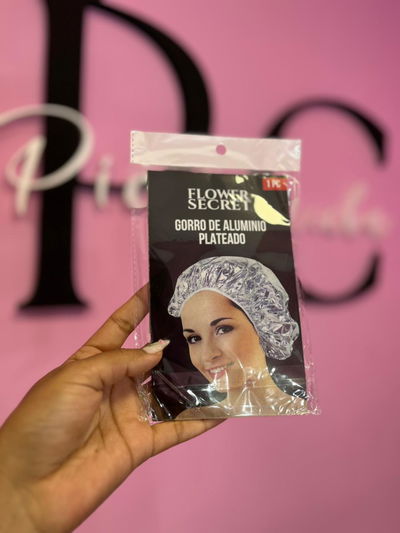 1 PC
FLOWER
SECRET
GORRO DE ALUMINIO
PLATEADO
P C